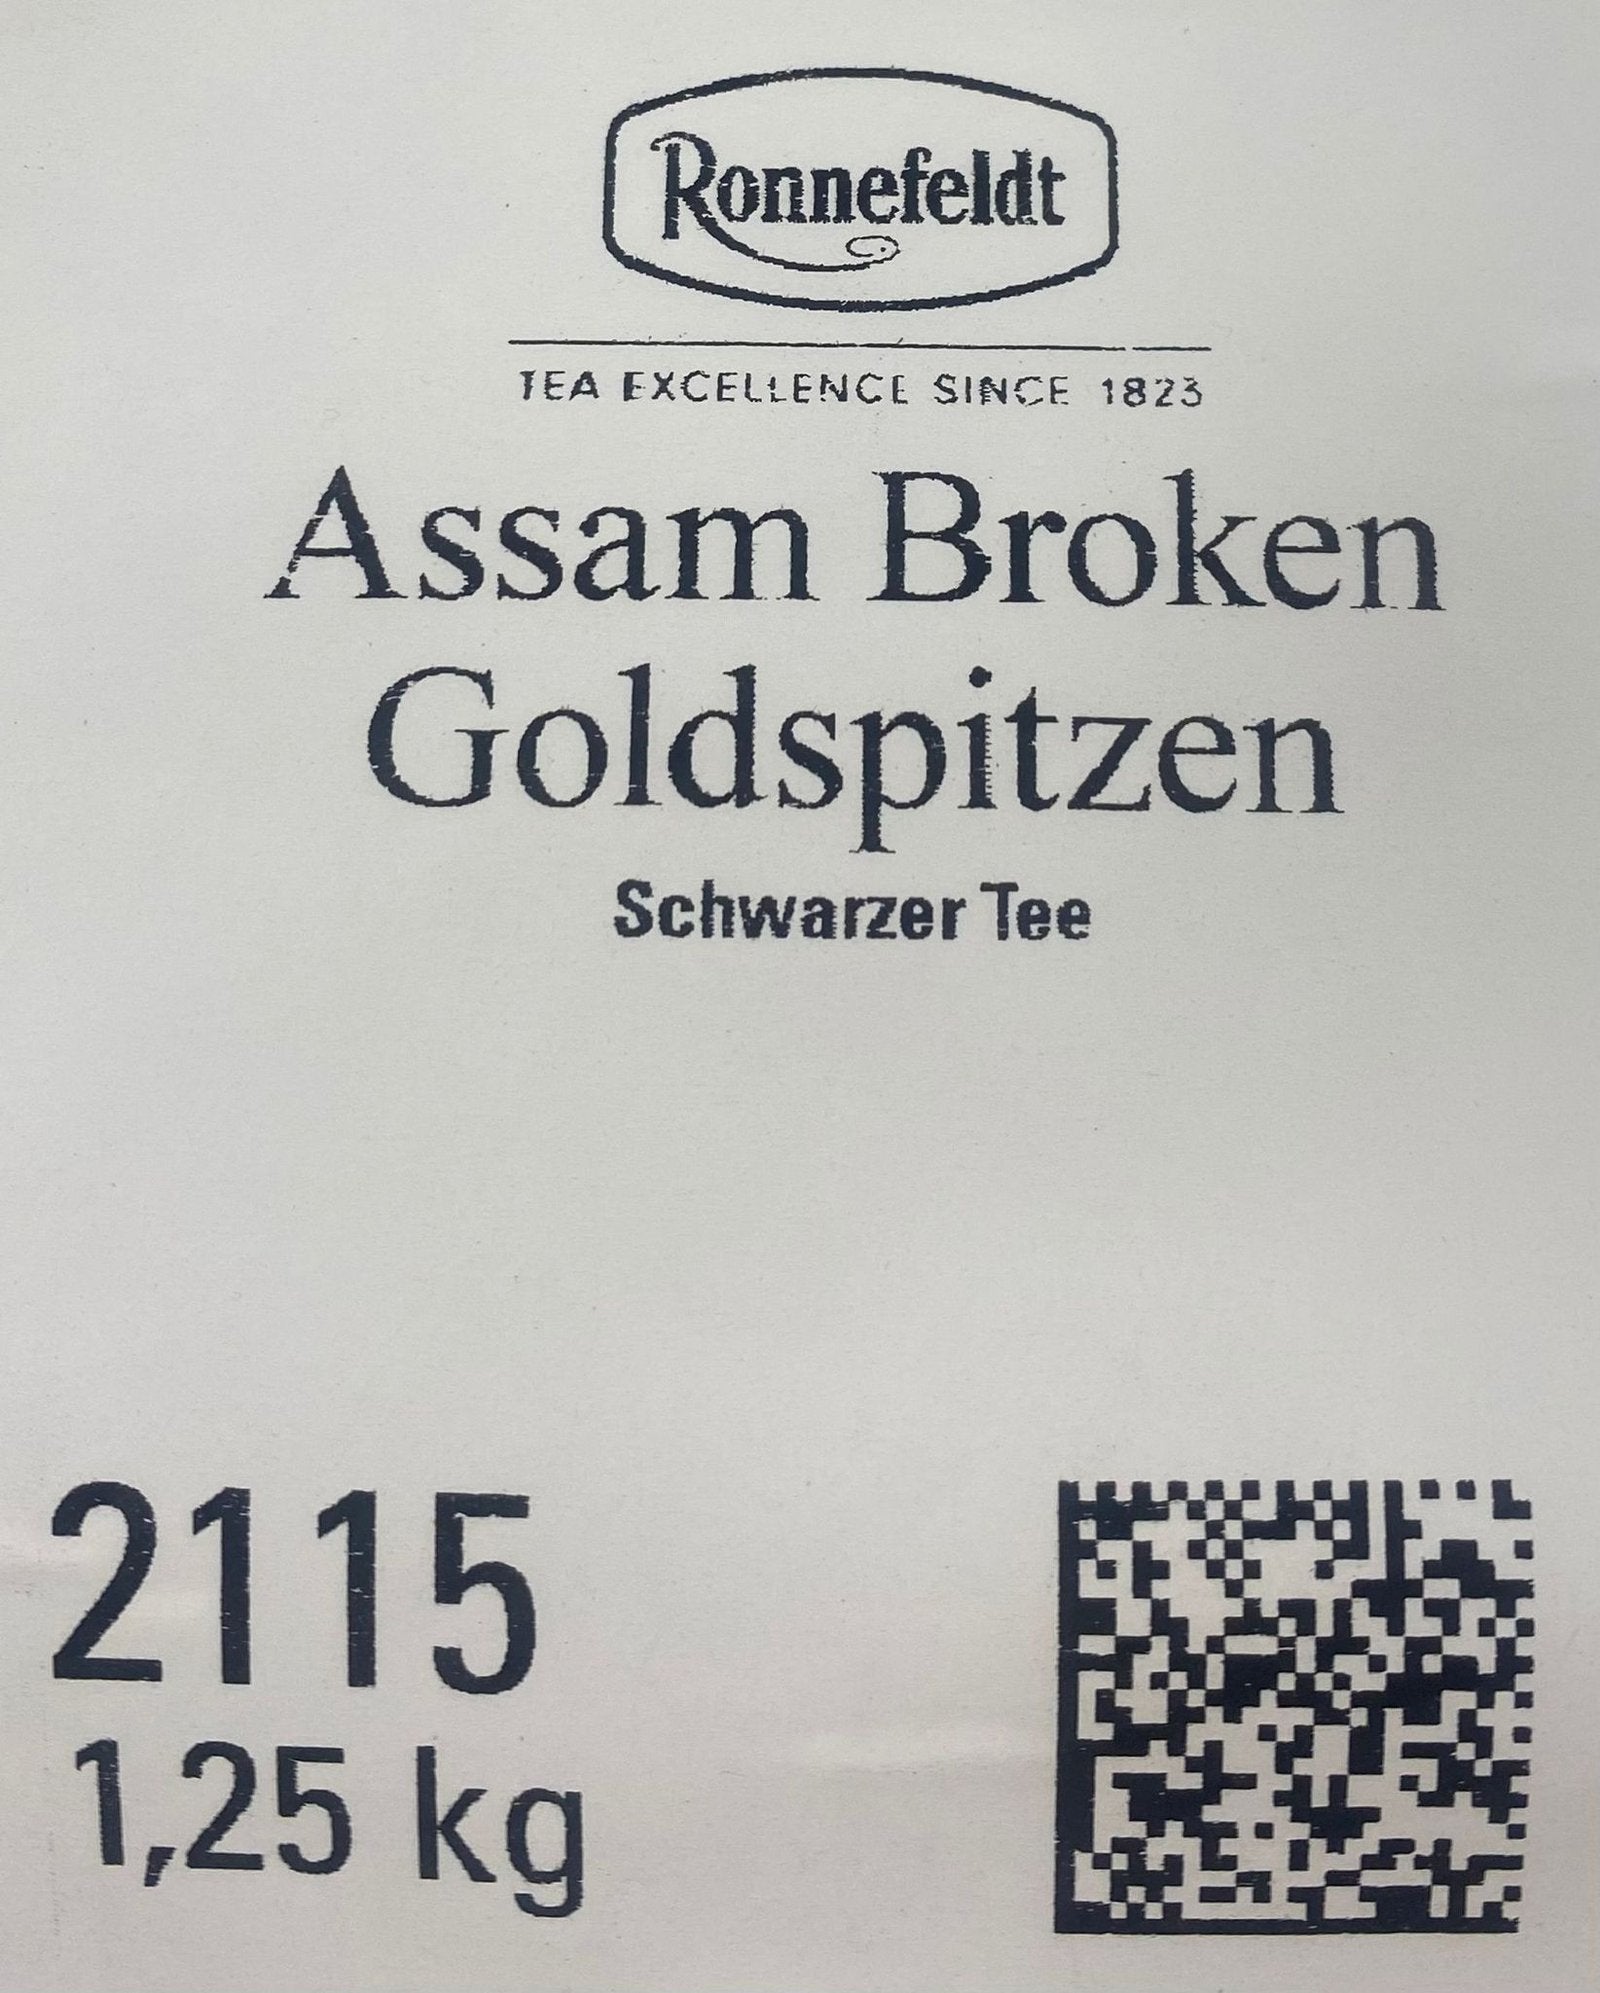 Ronnefeldt
TEA EXCELLENCE SINCE 1823
Assam Broken
Goldspitzen
Schwarzer Tee
2115
1,25 kg